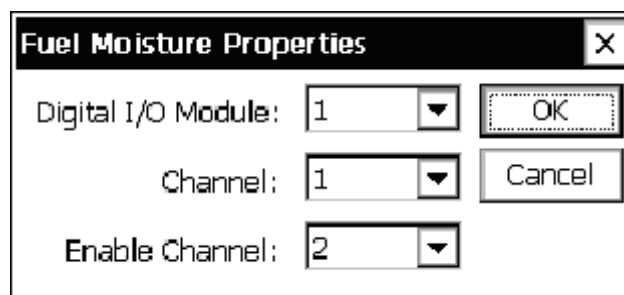 Fuel Moisture Properties
Digital I/O Module: 1 OK
Channel: 1 Cancel
Enable Channel: 2